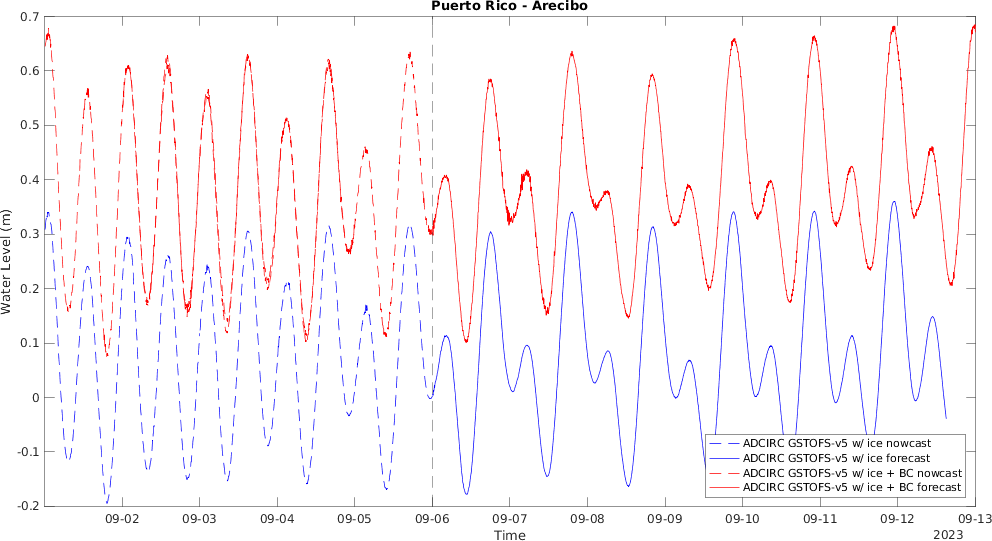 Puerto Rico - Arecibo
0.7
0.6
0.5
0.4
0.3
0.2
0.1
0
-0.1
-0.2
Water Level (m)
ADCIRC GSTOFS-v5 w/ ice nowcast
ADCIRC GSTOFS-v5 w/ ice forecast
ADCIRC GSTOFS-v5 w/ ice + BC nowcast
ADCIRC GSTOFS-v5 w/ ice + BC forecast
09-02 09-03 09-04 09-05 09-06 09-07 09-08 09-09 09-10 09-11 09-12 09-13
Time
2023